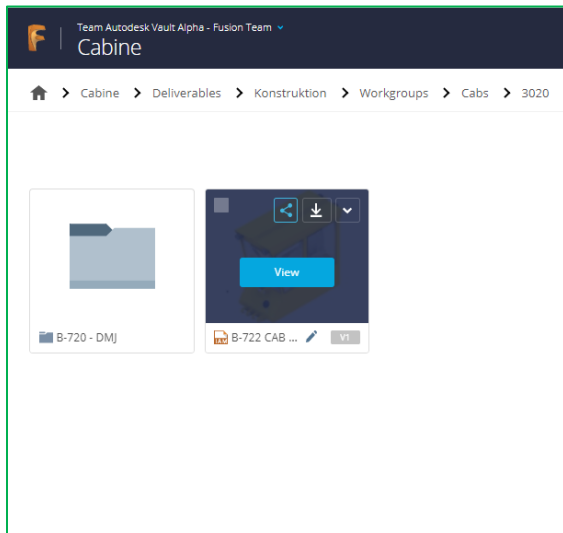 Team Autodesk Vault Alpha - Fusion Team
Cabine
Cabine > Deliverables > Konstruktion > Workgroups > Cabs > 3020
View
B-720 - DMJ
IAM B-722 CAB ... V1